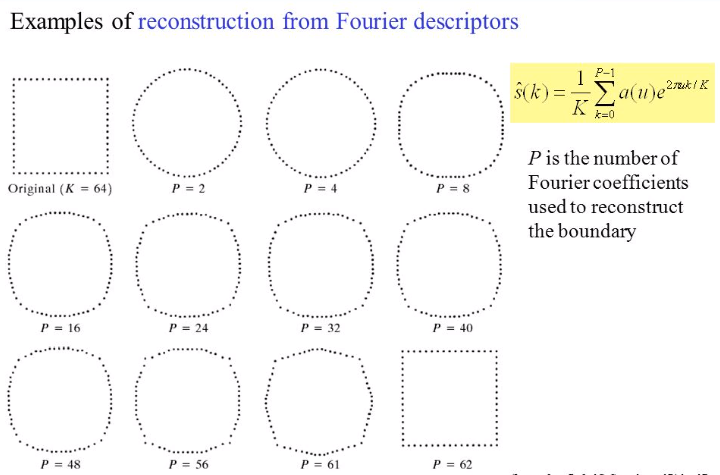 Examples of reconstruction from Fourier descriptors
ŝ(k) = 1/K Σ_{k=0}^{P-1} a(u)e^{2πuk/K}
P is the number of
Fourier coefficients
used to reconstruct
the boundary
Original (K = 64)
P = 2
P = 4
P = 8
P = 16
P = 24
P = 32
P = 40
P = 48
P = 56
P = 61
P = 62